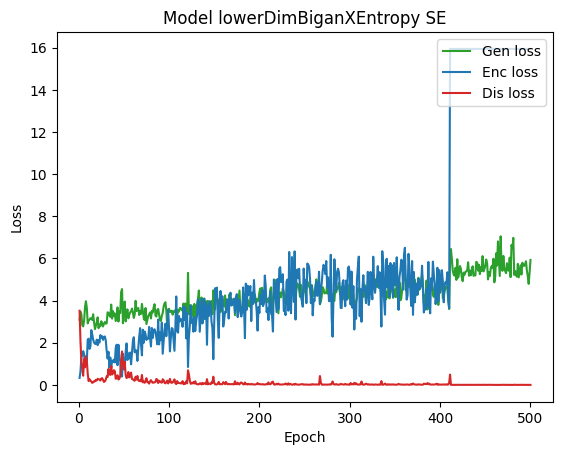 Model lowerDimBiganXEntropy SE
16
14
12
10
8
6
4
2
0
Loss
Gen loss
Enc loss
Dis loss
0 100 200 300 400 500
Epoch